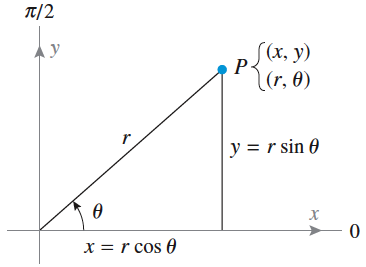 π/2
y
P { (x, y)
(r, θ)
r
y = r sin θ
θ
x
0
x = r cos θ